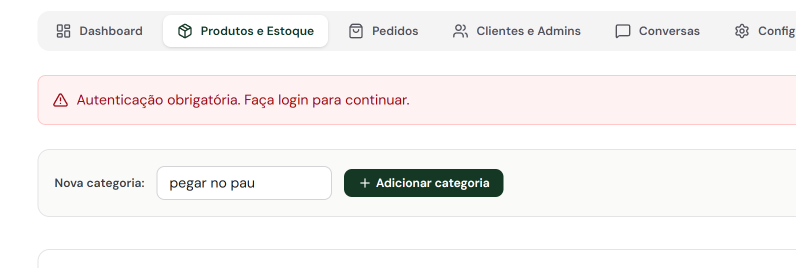 Dashboard Produtos e Estoque Pedidos Clientes e Admins Conversas Config
Autenticação obrigatória. Faça login para continuar.
Nova categoria: pegar no pau + Adicionar categoria